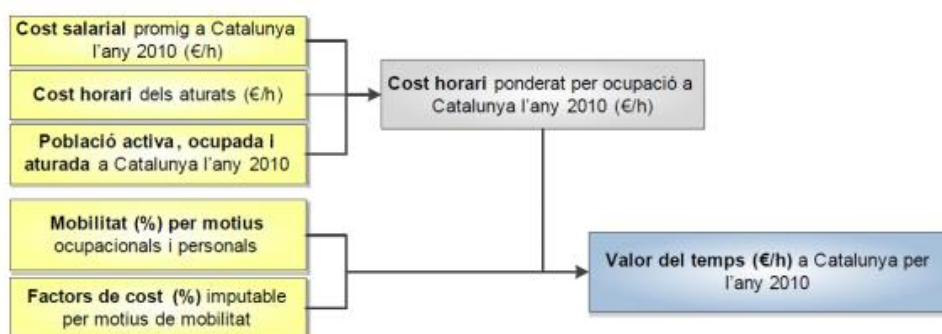 Cost salarial promig a Catalunya
l'any 2010 (€/h)
Cost horari dels aturats (€/h)
Població activa, ocupada i
aturada a Catalunya l'any 2010
Cost horari ponderat per ocupació a
Catalunya l'any 2010 (€/h)
Mobilitat (%) per motius
ocupacionals i personals
Factors de cost (%) imputable
per motius de mobilitat
Valor del temps (€/h) a Catalunya per
l'any 2010